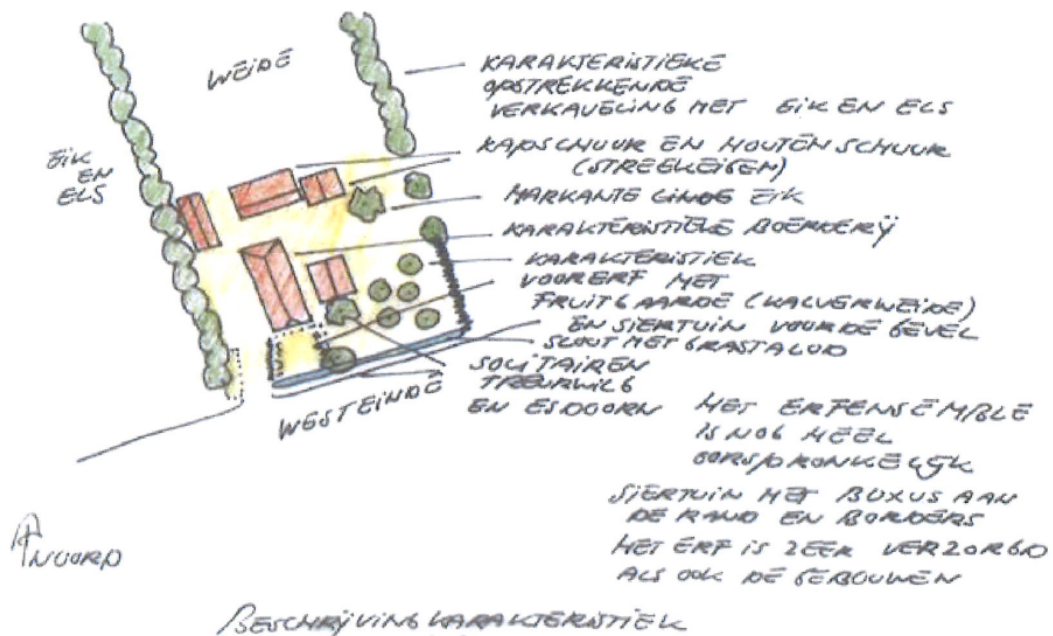 WEIDE
KARAKTERISTIEKE
OPSTREKKENDE
VERKAVELING MET EIK EN ELS
EIK
EN
ELS
KAPSCHUUR EN HOUTEN SCHUUR
(STREEKEIGEN)
MARKANTE LINDE EIK
KARAKTERISTIEKE BOERDERIJ
KARAKTERISTIEK
VOORERF MET
FRUITGAARDE (KALVERWEIDE)
EN SIERTUIN VOOR DE GEVEL
SLOOT MET GRASTALUD
SOLITAIREN
TREURWILG
EN ESDOORN
WESTEINDE
HET ERFENSEMBLE
IS NOG HEEL
OORSPRONKELIJK
SIERTUIN MET BUXUS AAN
DE RAND EN BORDERS
HET ERF IS ZEER VERZORGD
ALS OOK DE GEBOUWEN
NOORD
BESCHRIJVING KARAKTERISTIEK